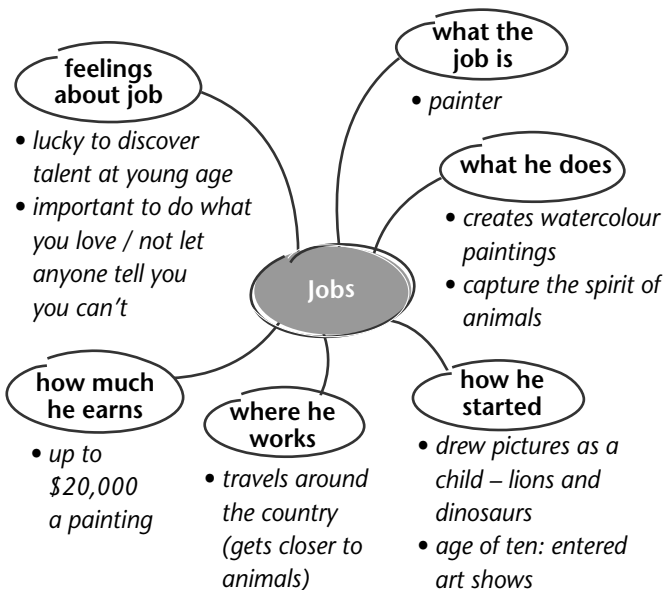 what the
job is
• painter
feelings
about job
• lucky to discover
talent at young age
• important to do what
you love / not let
anyone tell you
you can't
what he does
• creates watercolour
paintings
• capture the spirit of
animals
Jobs
how much
he earns
• up to
$20,000
a painting
where he
works
• travels around
the country
(gets closer to
animals)
how he
started
• drew pictures as a
child – lions and
dinosaurs
• age of ten: entered
art shows